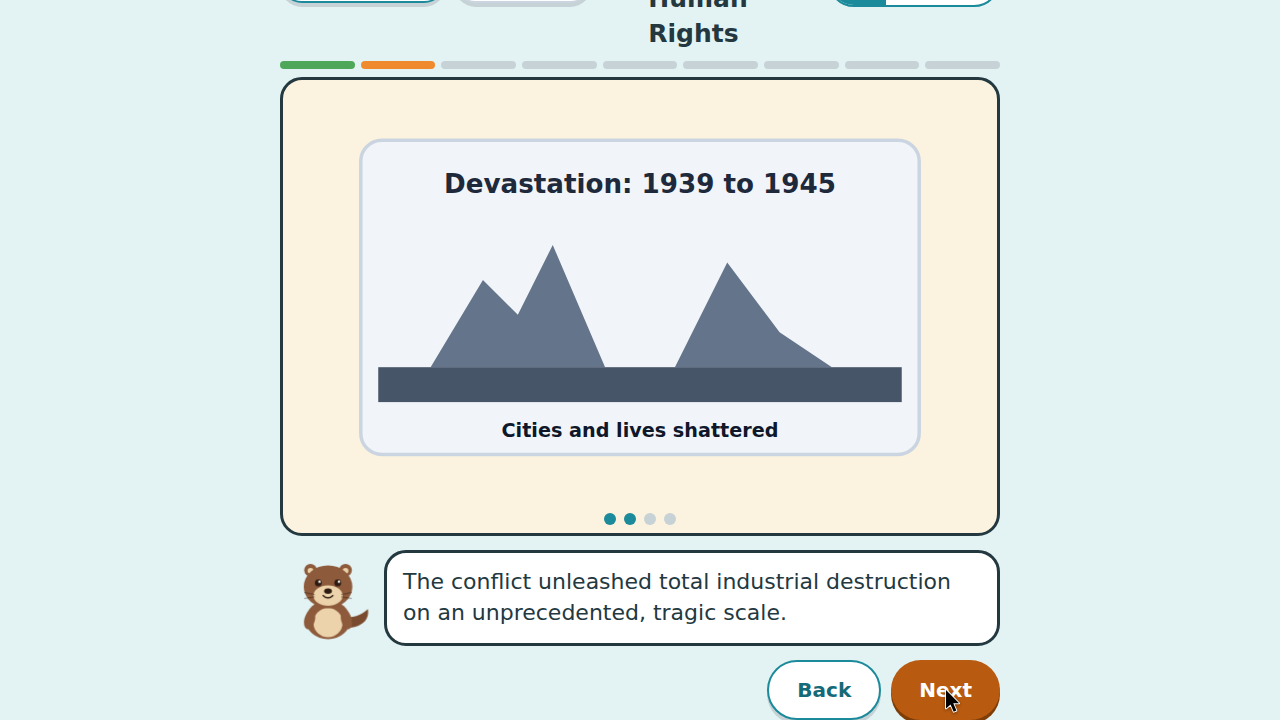 Human
Rights
Devastation: 1939 to 1945
Cities and lives shattered
The conflict unleashed total industrial destruction
on an unprecedented, tragic scale.
Back
Next